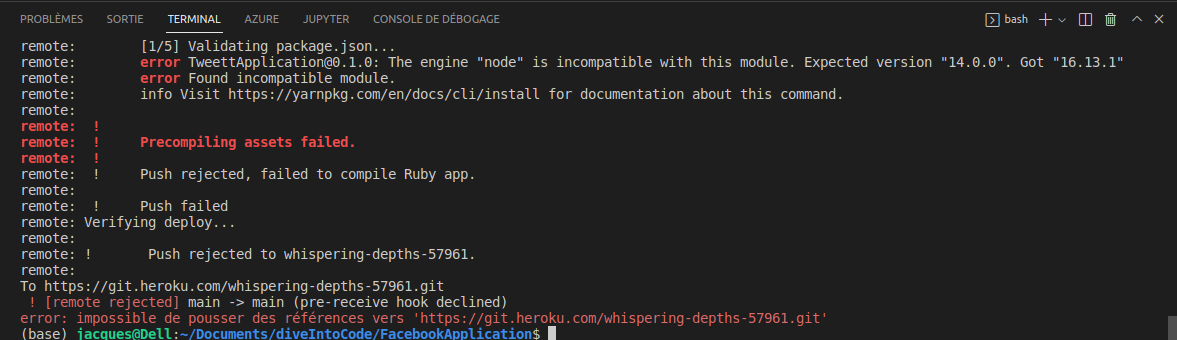 PROBLÈMES SORTIE TERMINAL AZURE JUPYTER CONSOLE DE DÉBOGAGE bash
remote: [1/5] Validating package.json...
remote: error TweettApplication@0.1.0: The engine "node" is incompatible with this module. Expected version "14.0.0". Got "16.13.1"
remote: error Found incompatible module.
remote: info Visit https://yarnpkg.com/en/docs/cli/install for documentation about this command.
remote:
remote: !
remote: ! Precompiling assets failed.
remote: !
remote: ! Push rejected, failed to compile Ruby app.
remote:
remote: ! Push failed
remote: Verifying deploy...
remote:
remote: ! Push rejected to whispering-depths-57961.
remote:
To https://git.heroku.com/whispering-depths-57961.git
! [remote rejected] main -> main (pre-receive hook declined)
error: impossible de pousser des références vers 'https://git.heroku.com/whispering-depths-57961.git'
(base) jacques@Dell:~/Documents/diveIntoCode/FacebookApplication$